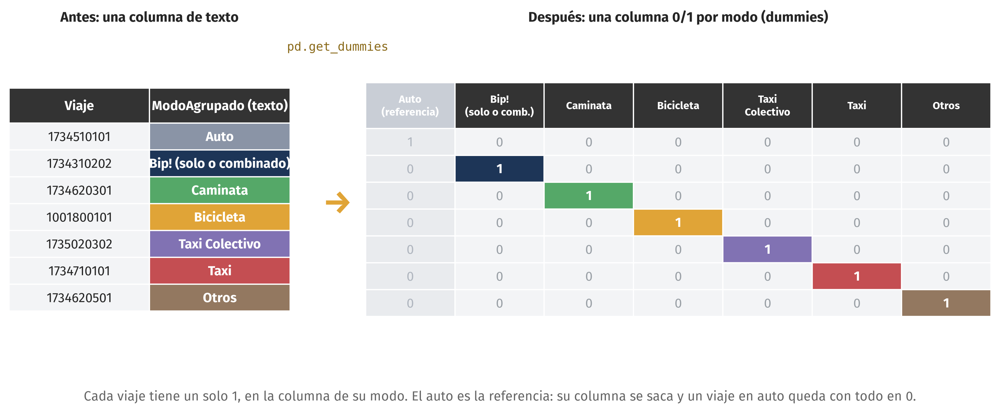 Antes: una columna de texto
Después: una columna 0/1 por modo (dummies)
pd.get_dummies
Viaje ModoAgrupado (texto)
1734510101 Auto
1734310202 Bip! (solo o combinado)
1734620301 Caminata
1001800101 Bicicleta
1735020302 Taxi Colectivo
1734710101 Taxi
1734620501 Otros
→
Auto (referencia) Bip! (solo o comb.) Caminata Bicicleta Taxi Colectivo Taxi Otros
1 0 0 0 0 0 0
0 1 0 0 0 0 0
0 0 1 0 0 0 0
0 0 0 1 0 0 0
0 0 0 0 1 0 0
0 0 0 0 0 1 0
0 0 0 0 0 0 1
Cada viaje tiene un solo 1, en la columna de su modo. El auto es la referencia: su columna se saca y un viaje en auto queda con todo en 0.